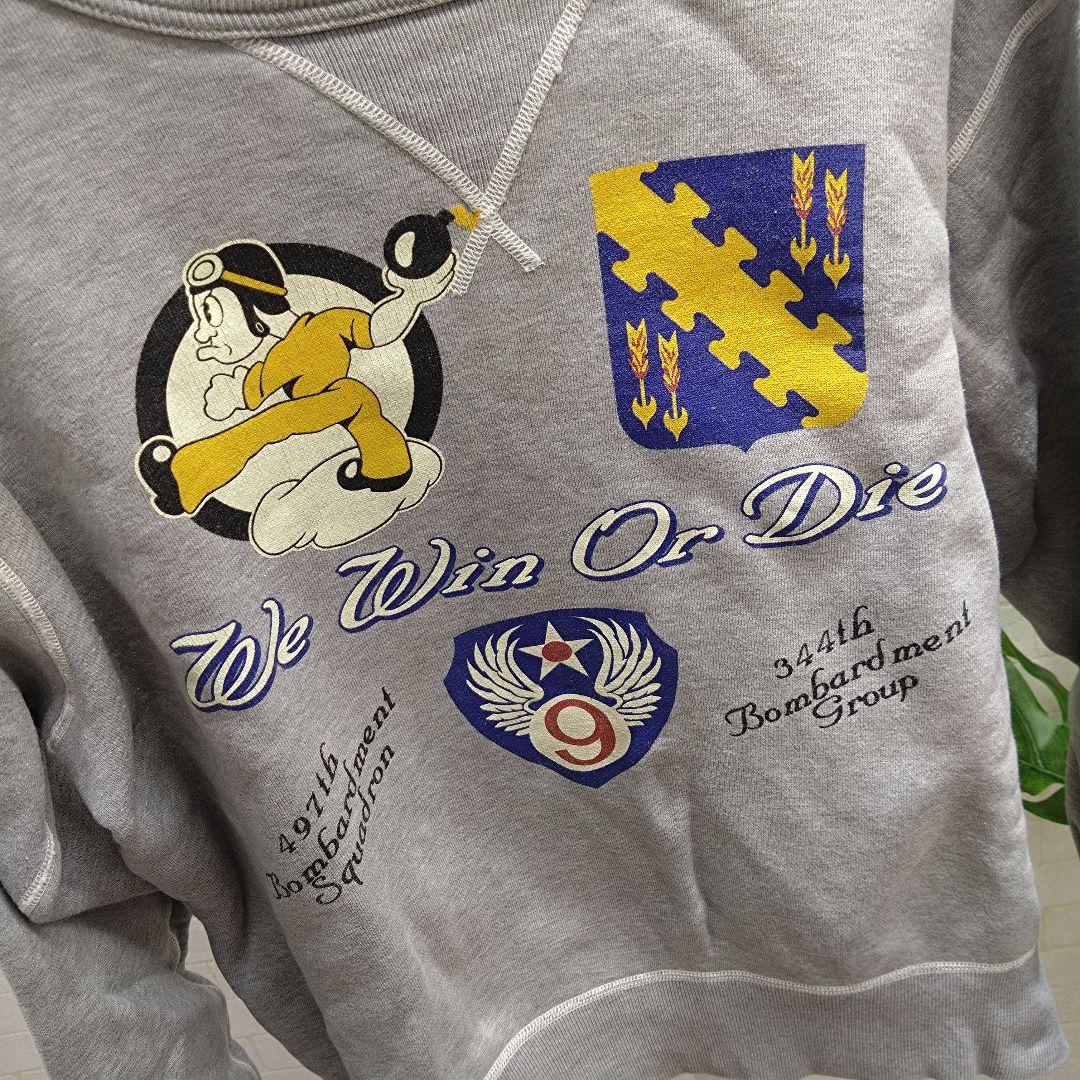 We Win Or Die
9
344th
Bombardment
Group
497th
Bombardment
Squadron